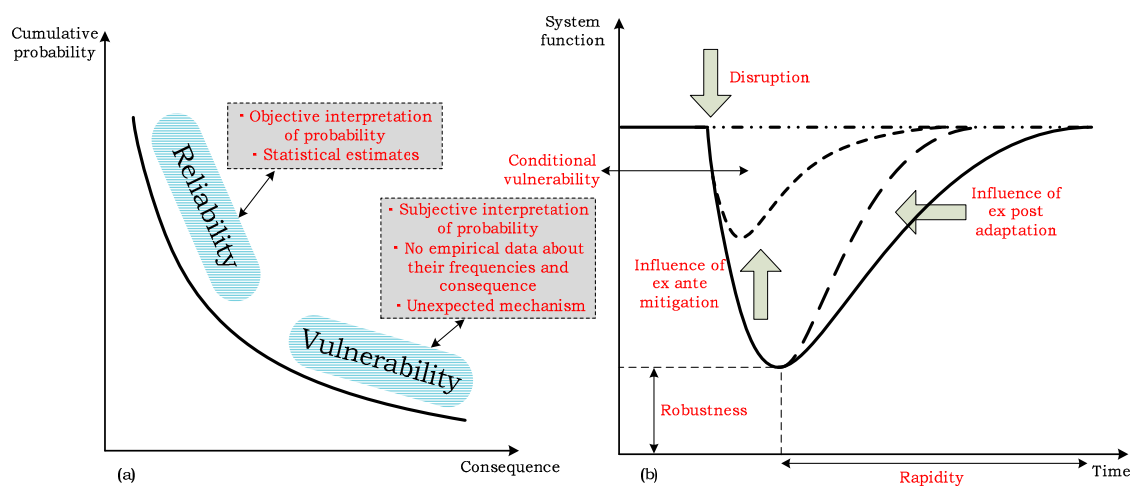 Cumulative
probability
Reliability
▪ Objective interpretation
of probability
▪ Statistical estimates
▪ Subjective interpretation
of probability
▪ No empirical data about
their frequencies and
consequence
▪ Unexpected mechanism
Vulnerability
(a)
Consequence
System
function
Disruption
Conditional
vulnerability
Influence of
ex post
adaptation
Influence of
ex ante
mitigation
Robustness
(b)
Rapidity
Time